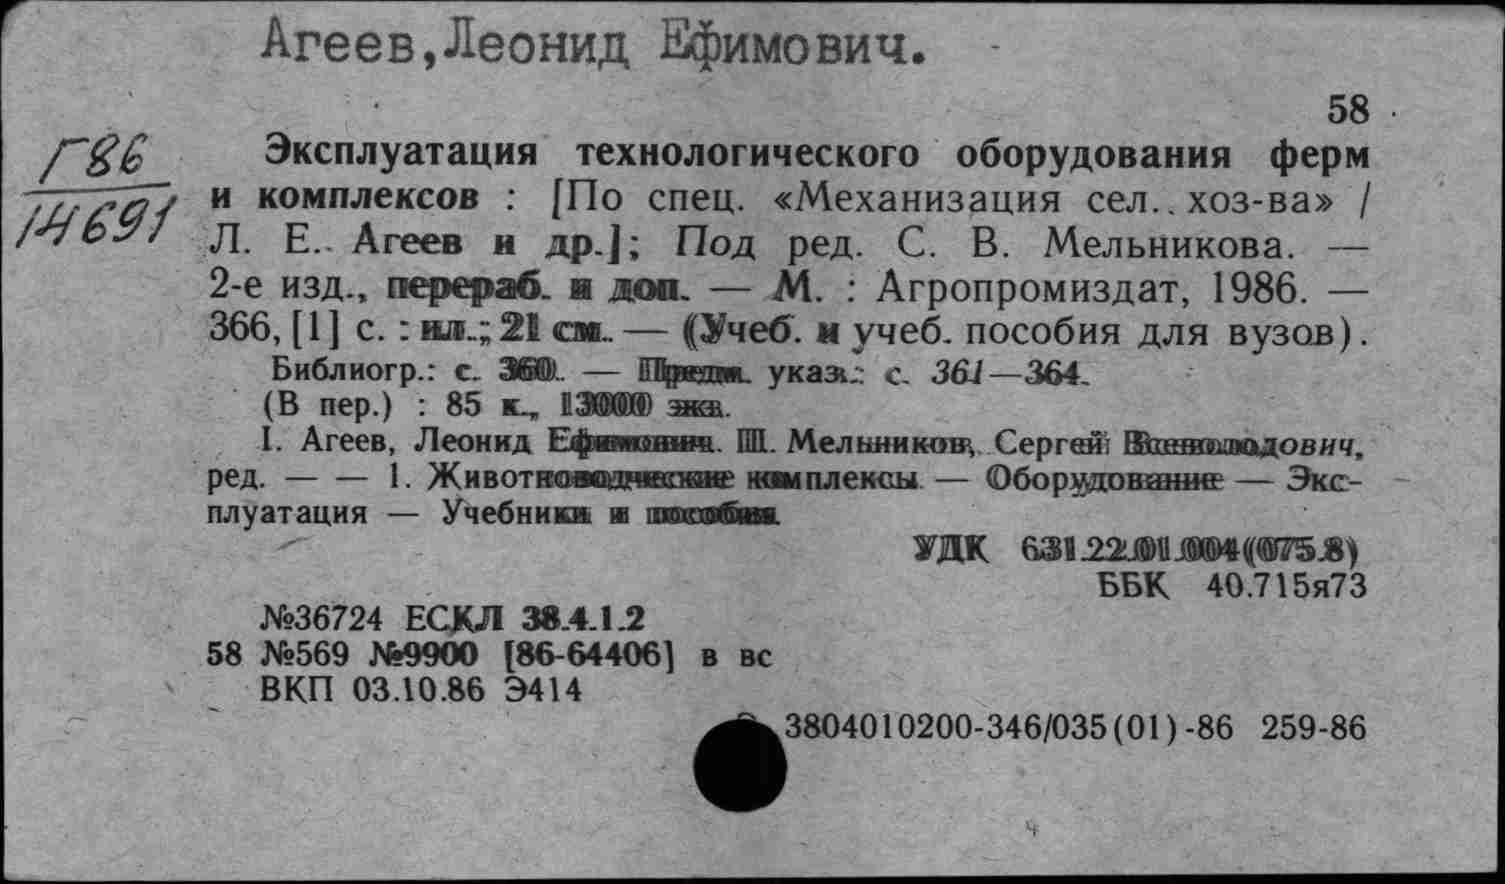 Агеев,Леонид Ефимович.
58
Г86
14691
Эксплуатация технологического оборудования ферм
и комплексов : [По спец. «Механизация сел. хоз-ва» /
Л. Е. Агеев и др.]; Под ред. С. В. Мельникова. —
2-е изд., перераб. и доп. — М. : Агропромиздат, 1986. —
366, [1] с. : ил.; 21 см. — (Учеб. и учеб. пособия для вузов).
Библиогр.: с. 360. — Предм. указ.: с. 361—364.
(В пер.) : 85 к., 13000 экз.
I. Агеев, Леонид Ефимович. II. Мельников, Сергей Всеволодович,
ред. — — 1. Животноводческие комплексы — Оборудование — Экс-
плуатация — Учебники и пособия.
УДК 631.22.01.004(075.8)
ББК 40.715я73
№36724 ЕСКЛ 38.4.1.2
58 №569 №9900 [86-64406] в вс
ВКП 03.10.86 Э414
3804010200-346/035(01)-86 259-86
ч